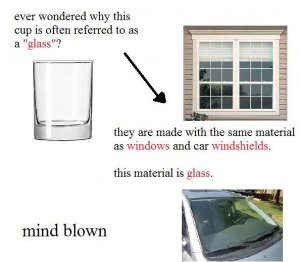 ever wondered why this
cup is often referred to as
a "glass"?
they are made with the same material
as windows and car windshields.
this material is glass.
mind blown